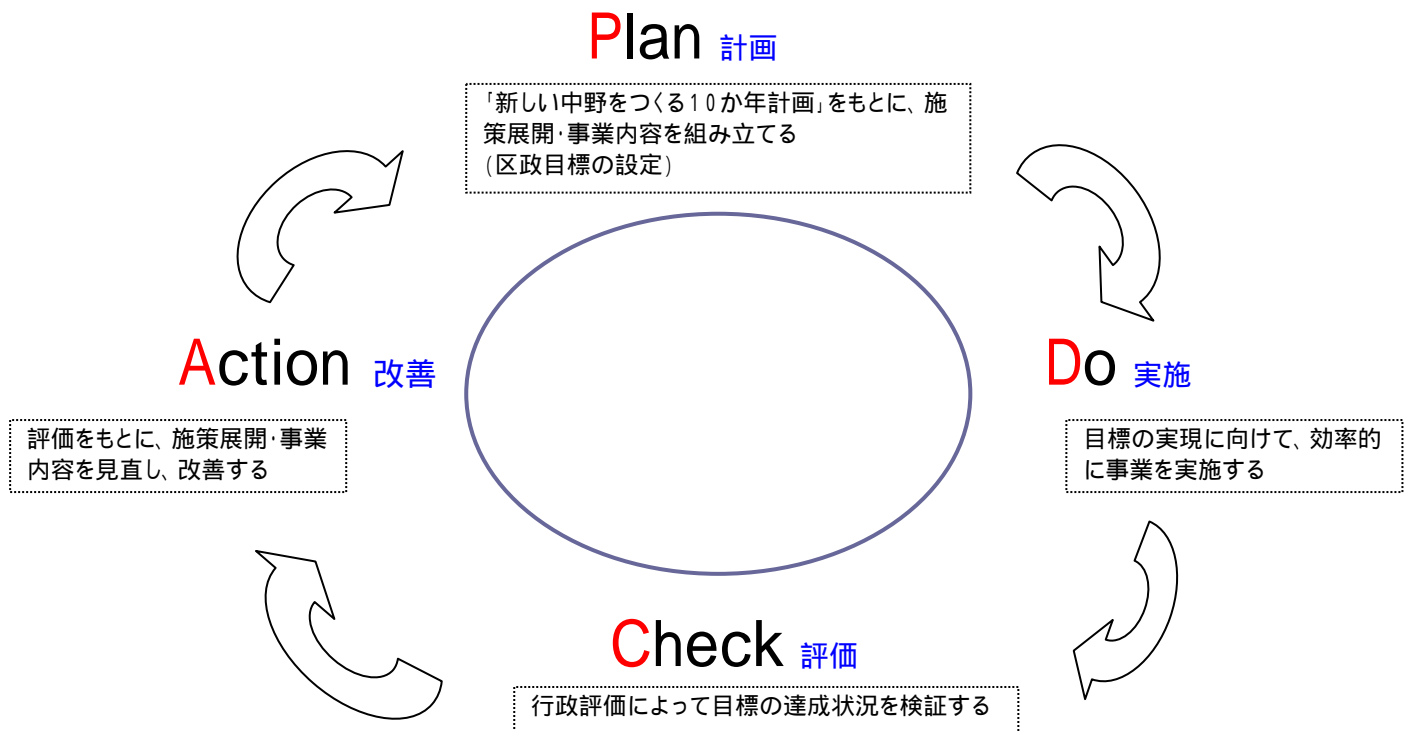 Plan 計画
「新しい中野をつくる10か年計画」をもとに、施
策展開・事業内容を組み立てる
(区政目標の設定)
Action 改善
評価をもとに、施策展開・事業
内容を見直し、改善する
Do 実施
目標の実現に向けて、効率的
に事業を実施する
Check 評価
行政評価によって目標の達成状況を検証する